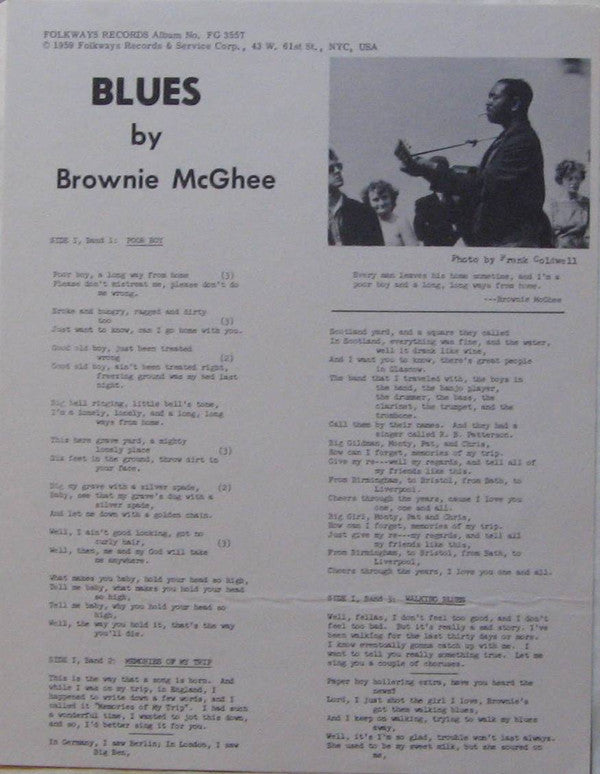 FOLKWAYS RECORDS Album No. FG 3557
© 1959 Folkways Records & Service Corp., 43 W. 61st St., NYC, USA
BLUES
by
Brownie McGhee
SIDE I, Band 1: POOR BOY
Poor boy, a long way from home (3)
Please don't mistreat me, please don't do
me wrong.
Broke and hungry, ragged and dirty
too (3)
Just want to know, can I go home with you.
Good old boy, just been treated
wrong (2)
Good old boy, ain't been treated right,
freezing ground was my bed last
night.
Big bell ringing, little bell's tone,
I'm a lonely, lonely, and a long, long
ways from home.
This here grave yard, a mighty
lonely place (3)
Six feet in the ground, throw dirt in
your face.
Dig my grave with a silver spade, (2)
Baby, see that my grave's dug with a
silver spade,
And let me down with a golden chain.
Well, I ain't good looking, got no
curly hair, (3)
Well, then, me and my God will take
me anywhere.
What makes you baby, hold your head so high,
Tell me baby, what makes you hold your head
so high,
Tell me baby, why you hold your head so
high,
Well, the way you hold it, that's the way
you'll die.
SIDE I, Band 2: MEMORIES OF MY TRIP
This is the way that a song is born. And
while I was on my trip, in England, I
happened to write down a few words, and I
called it "Memories of My Trip". I had such
a wonderful time, I wanted to jot this down,
and so, I'd better sing it for you.
In Germany, I saw Berlin; In London, I saw
Big Ben,
Photo by Frank Goldwell
Every man leaves his home sometime, and I'm a
poor boy and a long, long ways from home.
---Brownie McGhee
Scotland yard, and a square they called
In Scotland, everything was fine, and the water,
well it drank like wine,
And I want you to know, there's great people
in Glasgow.
The band that I traveled with, the boys in
the band, the banjo player,
the drummer, the bass, the
clarinet, the trumpet, and the
trombone.
Call them by their names. And they had a
singer called R. B. Patterson.
Big Gildman, Monty, Pat, and Chris,
How can I forget, memories of my trip.
Give my re---well my regards, and tell all of
my friends like this.
From Birmingham, to Bristol, from Bath, to
Liverpool.
Cheers through the years, cause I love you
one, one and all.
Big Girl, Monty, Pat and Chris,
How can I forget, memories of my trip.
Just give my re---my regards, and tell all
my friends like this,
From Birmingham, to Bristol, from Bath, to
Liverpool,
Cheers through the years, I love you one and all.
SIDE I, BAND 3: WALKING BLUES
Well, fellas, I don't feel too good, and I don't
feel too bad. But it's really a sad story. I've
been walking for the last thirty days or more.
I know eventually gonna catch up with me. I
want to tell you really something true. Let me
sing you a couple of choruses.
Paper boy hollering extra, have you heard the
news?
Lord, I just shot the girl I love, Brownie's
got them walking blues,
And I keep on walking, trying to walk my blues
away,
Well, it's I'm so glad, trouble won't last always.
She used to be my sweet milk, but she soured on
me,